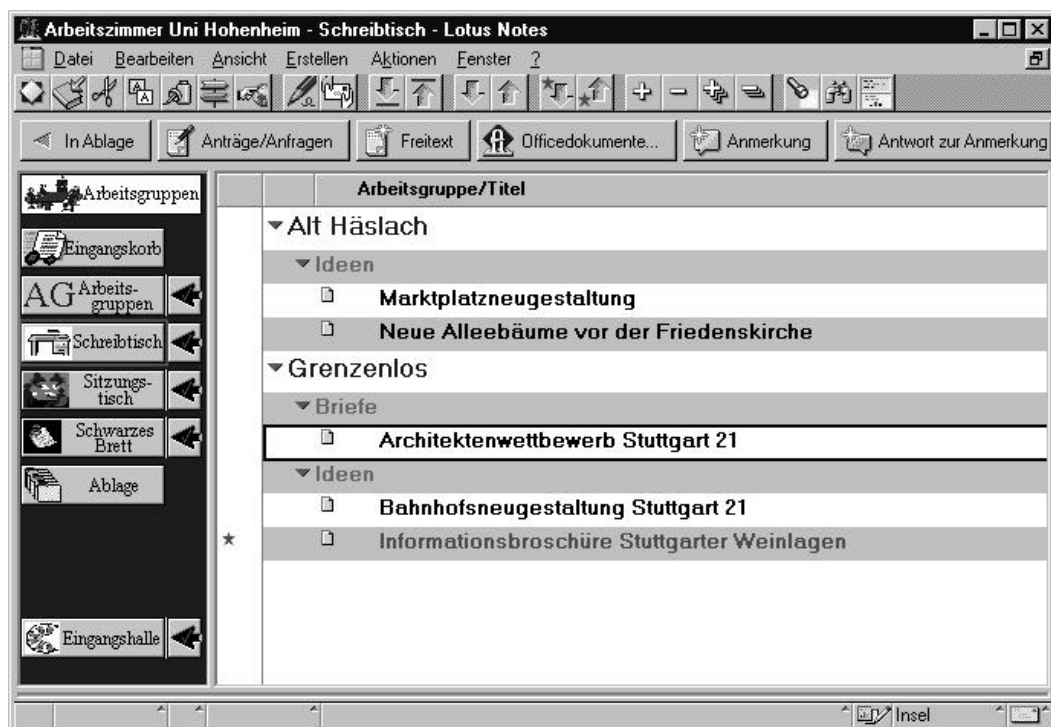 Arbeitszimmer Uni Hohenheim - Schreibtisch - Lotus Notes
Datei Bearbeiten Ansicht Erstellen Aktionen Fenster ?
In Ablage Anträge/Anfragen Freitext Officedokumente... Anmerkung Antwort zur Anmerkung
Arbeitsgruppen
Eingangskorb
AG Arbeits-
gruppen
Schreibtisch
Sitzungs-
tisch
Schwarzes
Brett
Ablage
Eingangshalle
Arbeitsgruppe/Titel
Alt Häslach
Ideen
Marktplatzneugestaltung
Neue Alleebäume vor der Friedenskirche
Grenzenlos
Briefe
Architektenwettbewerb Stuttgart 21
Ideen
Bahnhofsneugestaltung Stuttgart 21
Informationsbroschüre Stuttgarter Weinlagen
Insel